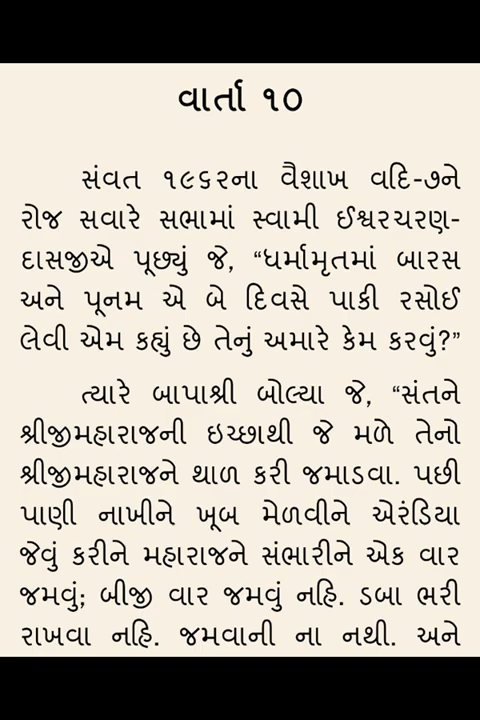 વાર્તા ૧૦
સંવત ૧૯૬૨ના વૈશાખ વદિ-૭ને
રોજ સવારે સભામાં સ્વામી ઈશ્વરચરણ-
દાસજીએ પૂછ્યું જે, “ધર્મામૃતમાં બારસ
અને પૂનમ એ બે દિવસે પાકી રસોઈ
લેવી એમ કહ્યું છે તેનું અમારે કેમ કરવું?”
ત્યારે બાપાશ્રી બોલ્યા જે, “સંતને
શ્રીજીમહારાજની ઇચ્છાથી જે મળે તેનો
શ્રીજીમહારાજને થાળ કરી જમાડવા. પછી
પાણી નાખીને ખૂબ મેળવીને એરંડિયા
જેવું કરીને મહારાજને સંભારીને એક વાર
જમવું; બીજી વાર જમવું નહિ. ડબા ભરી
રાખવા નહિ. જમવાની ના નથી. અને